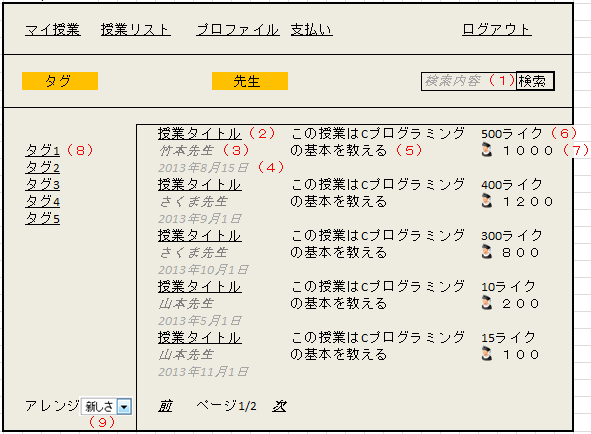 マイ授業 授業リスト プロファイル 支払い ログアウト
タグ 先生 検索内容 (1) 検索
授業タイトル (2) この授業はCプログラミング 500ライク (6)
タグ1 (8) 竹本先生 (3) の基本を教える (5) 1000 (7)
タグ2 2013年8月15日 (4)
タグ3 授業タイトル この授業はCプログラミング 400ライク
タグ4 さくま先生 の基本を教える 1200
タグ5 2013年9月1日
授業タイトル この授業はCプログラミング 300ライク
さくま先生 の基本を教える 800
2013年10月1日
授業タイトル この授業はCプログラミング 10ライク
山本先生 の基本を教える 200
2013年5月1日
授業タイトル この授業はCプログラミング 15ライク
山本先生 の基本を教える 100
2013年11月1日
アレンジ 新しさ 前 ページ1/2 次
(9)